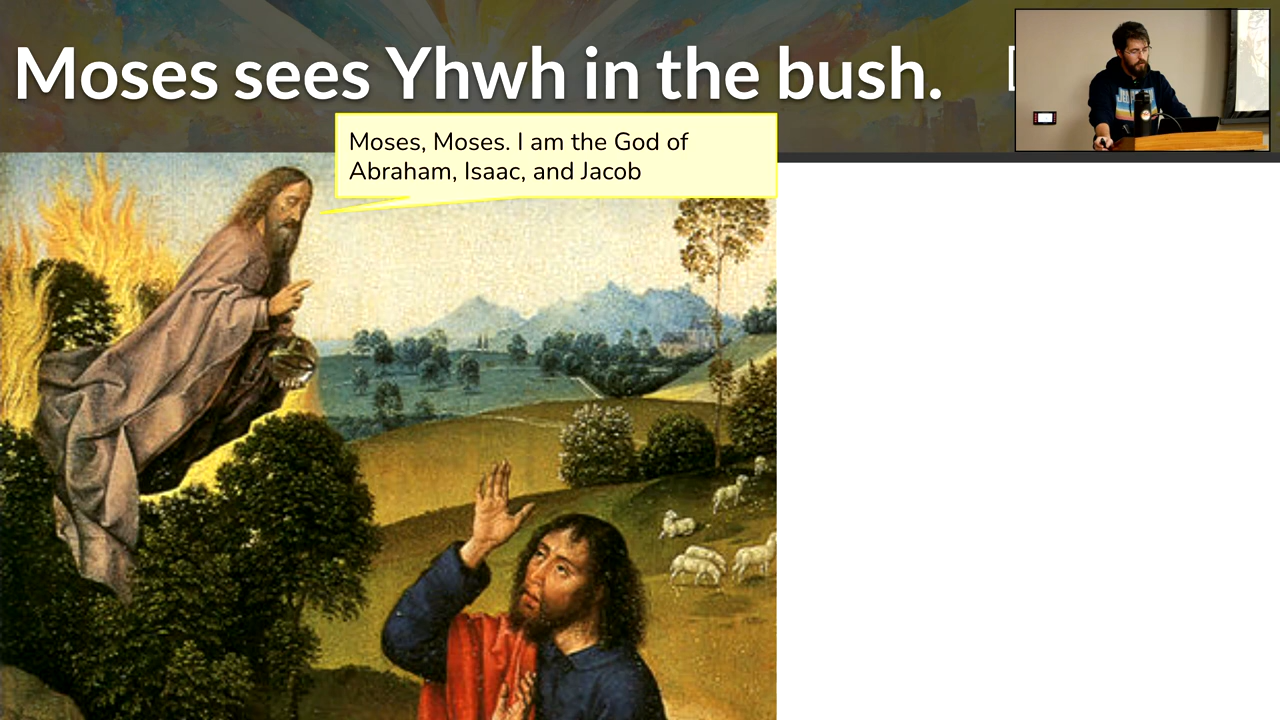 Moses sees Yhwh in the bush.
Moses, Moses. I am the God of
Abraham, Isaac, and Jacob